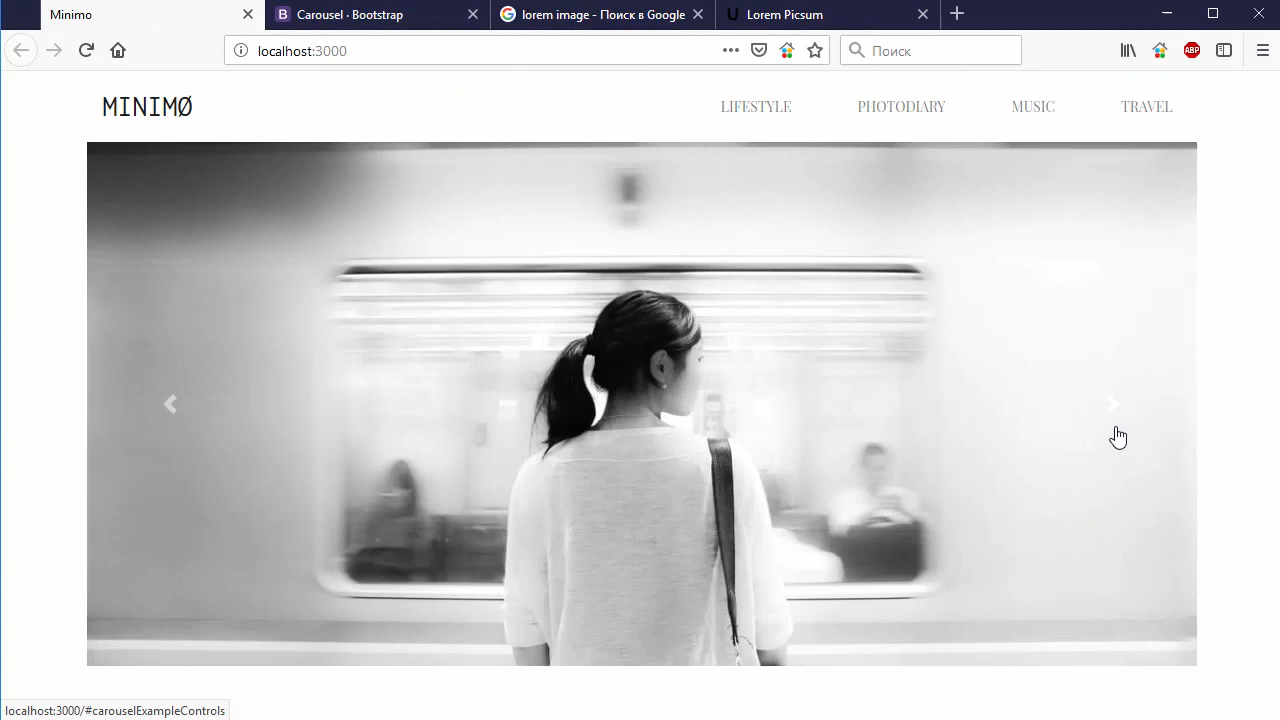 Minimo
Carousel · Bootstrap
lorem image - Поиск в Google
Lorem Picsum
localhost:3000
Поиск
ABP
MINIMØ
LIFESTYLE
PHOTODIARY
MUSIC
TRAVEL
localhost:3000/#carouselExampleControls